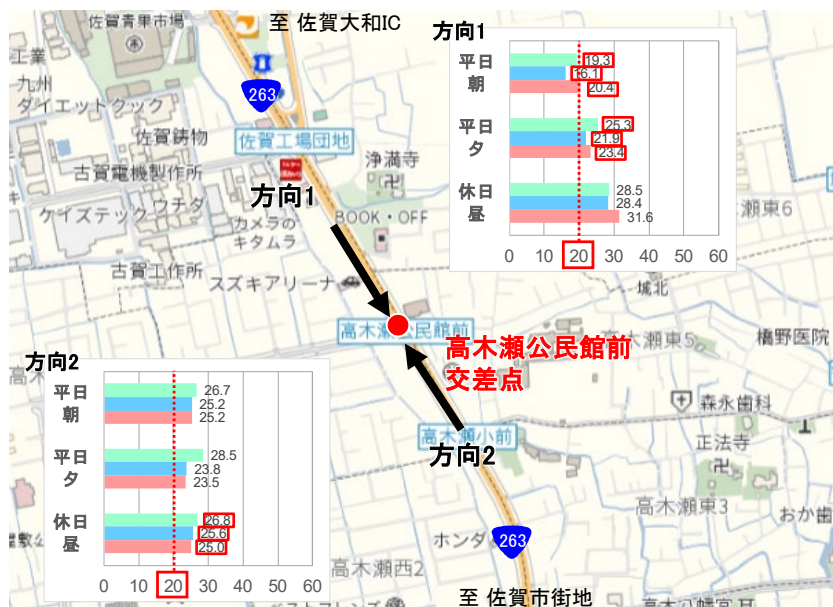 佐賀青果市場
至 佐賀大和IC
工業
九州
ダイエットクック
263
佐賀鋳物
佐賀工場団地
古賀電機製作所
浄満寺
方向1
ウチダ
ケイズテック
カメラの
キタムラ
BOOK・OFF
古賀工作所
スズキアリーナ
高木瀬公民館前
高木瀬公民館前
交差点
方向1
平日
朝
19.3
16.1
20.4
平日
夕
25.3
21.9
23.4
休日
昼
28.5
28.4
31.6
0 10 20 30 40 50 60
瀬東6
城北
高木瀬東5
橋野医院
森永歯科
正法寺
高木瀬東3
おか歯
高木瀬小前
方向2
方向2
平日
朝
26.7
25.2
25.2
平日
夕
28.5
23.8
23.5
休日
昼
26.8
25.6
25.0
0 10 20 30 40 50 60
ホンダ
263
高木瀬西2
至 佐賀市街地